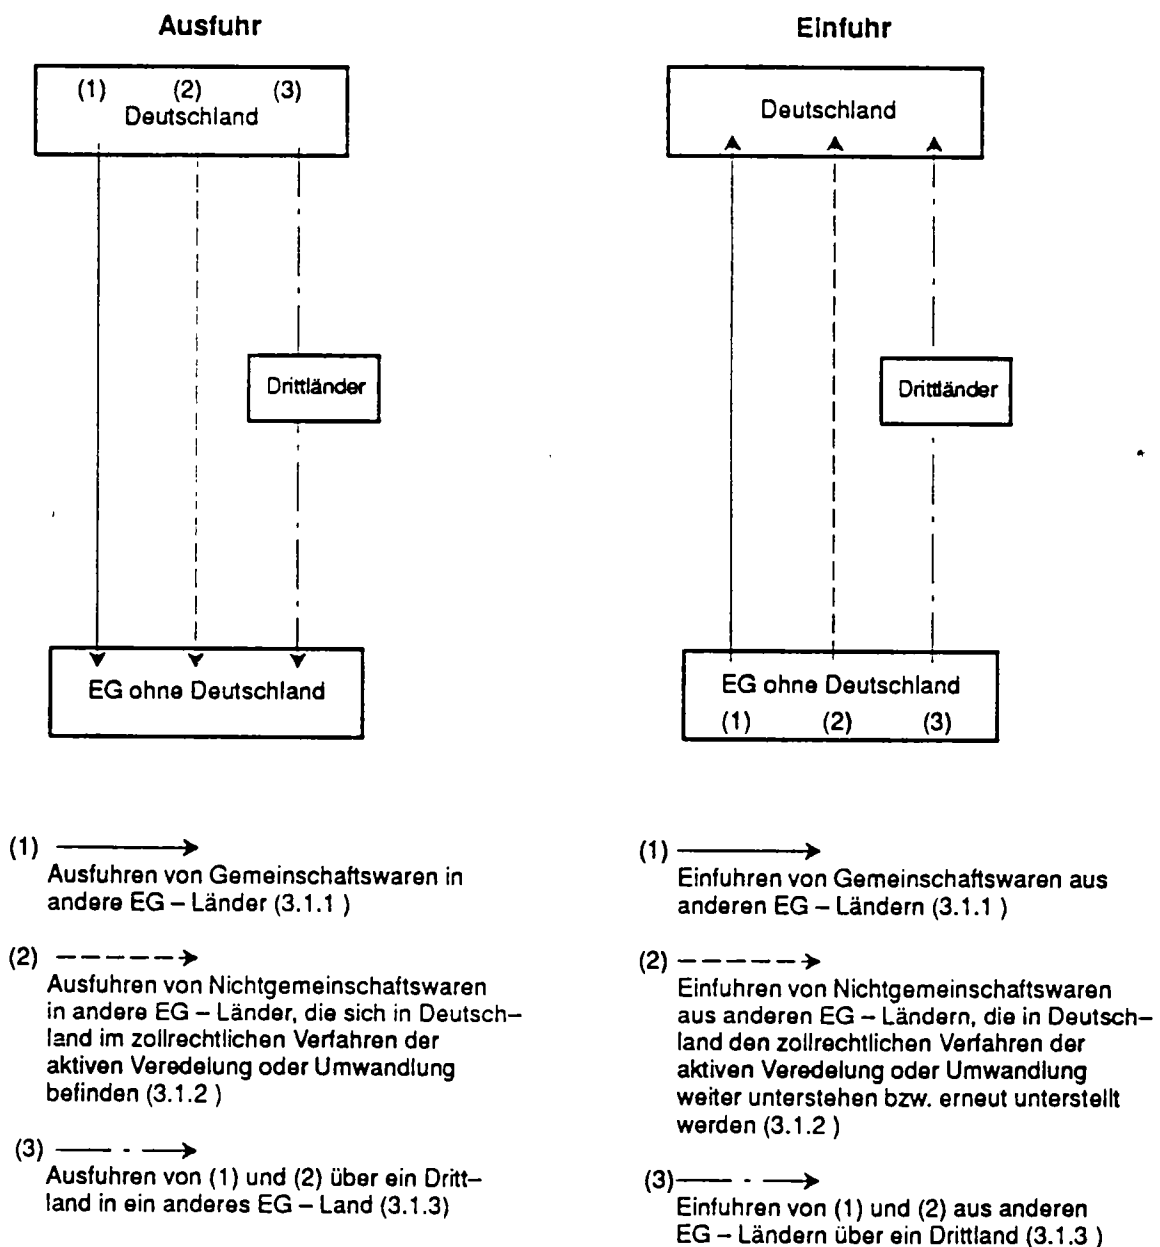 Ausfuhr
(1) (2) (3)
Deutschland
Drittländer
EG ohne Deutschland
(1)
Ausfuhren von Gemeinschaftswaren in
andere EG – Länder (3.1.1 )
(2)
Ausfuhren von Nichtgemeinschaftswaren
in andere EG – Länder, die sich in Deutsch–
land im zollrechtlichen Verfahren der
aktiven Veredelung oder Umwandlung
befinden (3.1.2 )
(3)
Ausfuhren von (1) und (2) über ein Dritt–
land in ein anderes EG – Land (3.1.3)
Einfuhr
Deutschland
Drittländer
EG ohne Deutschland
(1) (2) (3)
(1)
Einfuhren von Gemeinschaftswaren aus
anderen EG – Ländern (3.1.1 )
(2)
Einfuhren von Nichtgemeinschaftswaren
aus anderen EG – Ländern, die in Deutsch–
land den zollrechtlichen Verfahren der
aktiven Veredelung oder Umwandlung
weiter unterstehen bzw. erneut unterstellt
werden (3.1.2 )
(3)
Einfuhren von (1) und (2) aus anderen
EG – Ländern über ein Drittland (3.1.3 )